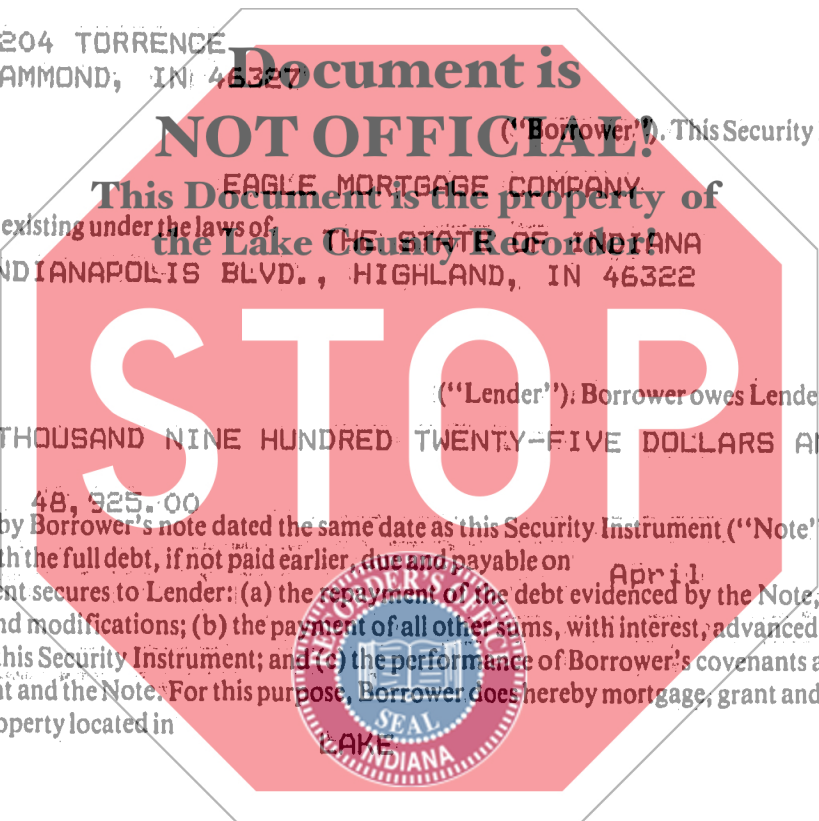 204 TORRENCE
AMMOND, IN 46327
Document is
NOT OFFICIAL!
("Borrower"). This Security
This Document is the property of
EAGLE MORTGAGE COMPANY
existing under the laws of THE STATE OF INDIANA
the Lake County Recorder!
NDIANAPOLIS BLVD., HIGHLAND, IN 46322
STOP
("Lender"). Borrower owes Lende
THOUSAND NINE HUNDRED TWENTY-FIVE DOLLARS AN
48,925.00
by Borrower's note dated the same date as this Security Instrument ("Note"
th the full debt, if not paid earlier, due and payable on April
nt secures to Lender: (a) the repayment of the debt evidenced by the Note,
nd modifications; (b) the payment of all other sums, with interest, advanced
his Security Instrument; and (c) the performance of Borrower's covenants a
nt and the Note. For this purpose, Borrower does hereby mortgage, grant and
operty located in LAKE
RECORDER'S OFFICE
SEAL
INDIANA